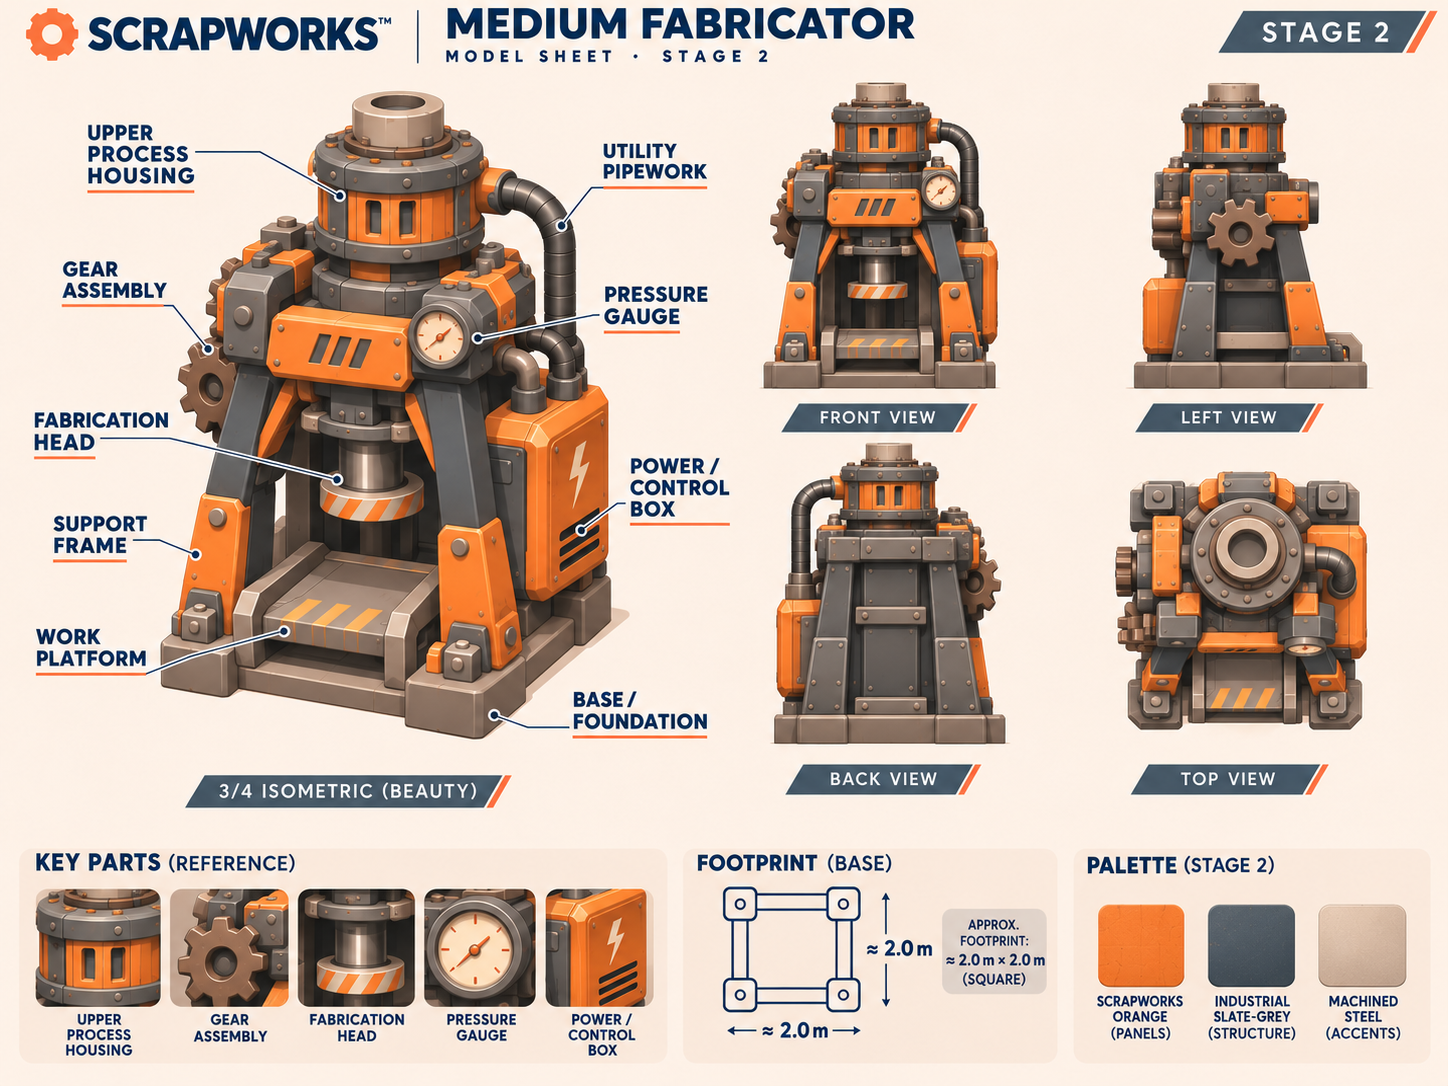 SCRAPWORKS™
MEDIUM FABRICATOR
MODEL SHEET · STAGE 2
STAGE 2
UPPER
PROCESS
HOUSING
GEAR
ASSEMBLY
FABRICATION
HEAD
SUPPORT
FRAME
WORK
PLATFORM
UTILITY
PIPEWORK
PRESSURE
GAUGE
POWER /
CONTROL
BOX
BASE /
FOUNDATION
3/4 ISOMETRIC (BEAUTY)
FRONT VIEW
LEFT VIEW
BACK VIEW
TOP VIEW
KEY PARTS (REFERENCE)
UPPER
PROCESS
HOUSING
GEAR
ASSEMBLY
FABRICATION
HEAD
PRESSURE
GAUGE
POWER /
CONTROL
BOX
FOOTPRINT (BASE)
≈ 2.0 m
≈ 2.0 m
APPROX.
FOOTPRINT:
≈ 2.0 m × 2.0 m
(SQUARE)
PALETTE (STAGE 2)
SCRAPWORKS
ORANGE
(PANELS)
INDUSTRIAL
SLATE-GREY
(STRUCTURE)
MACHINED
STEEL
(ACCENTS)